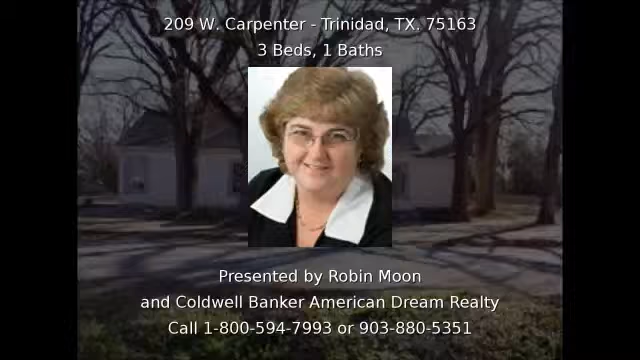 209 W. Carpenter - Trinidad, TX. 75163
3 Beds, 1 Baths
Presented by Robin Moon
and Coldwell Banker American Dream Realty
Call 1-800-594-7993 or 903-880-5351